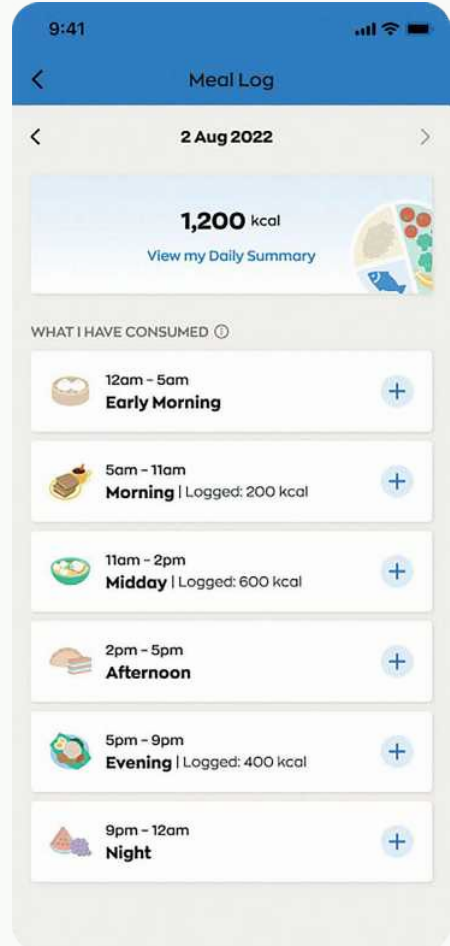 9:41
Meal Log
2 Aug 2022
1,200 kcal
View my Daily Summary
WHAT I HAVE CONSUMED
12am – 5am
Early Morning
5am – 11am
Morning | Logged: 200 kcal
11am – 2pm
Midday | Logged: 600 kcal
2pm – 5pm
Afternoon
5pm – 9pm
Evening | Logged: 400 kcal
9pm – 12am
Night